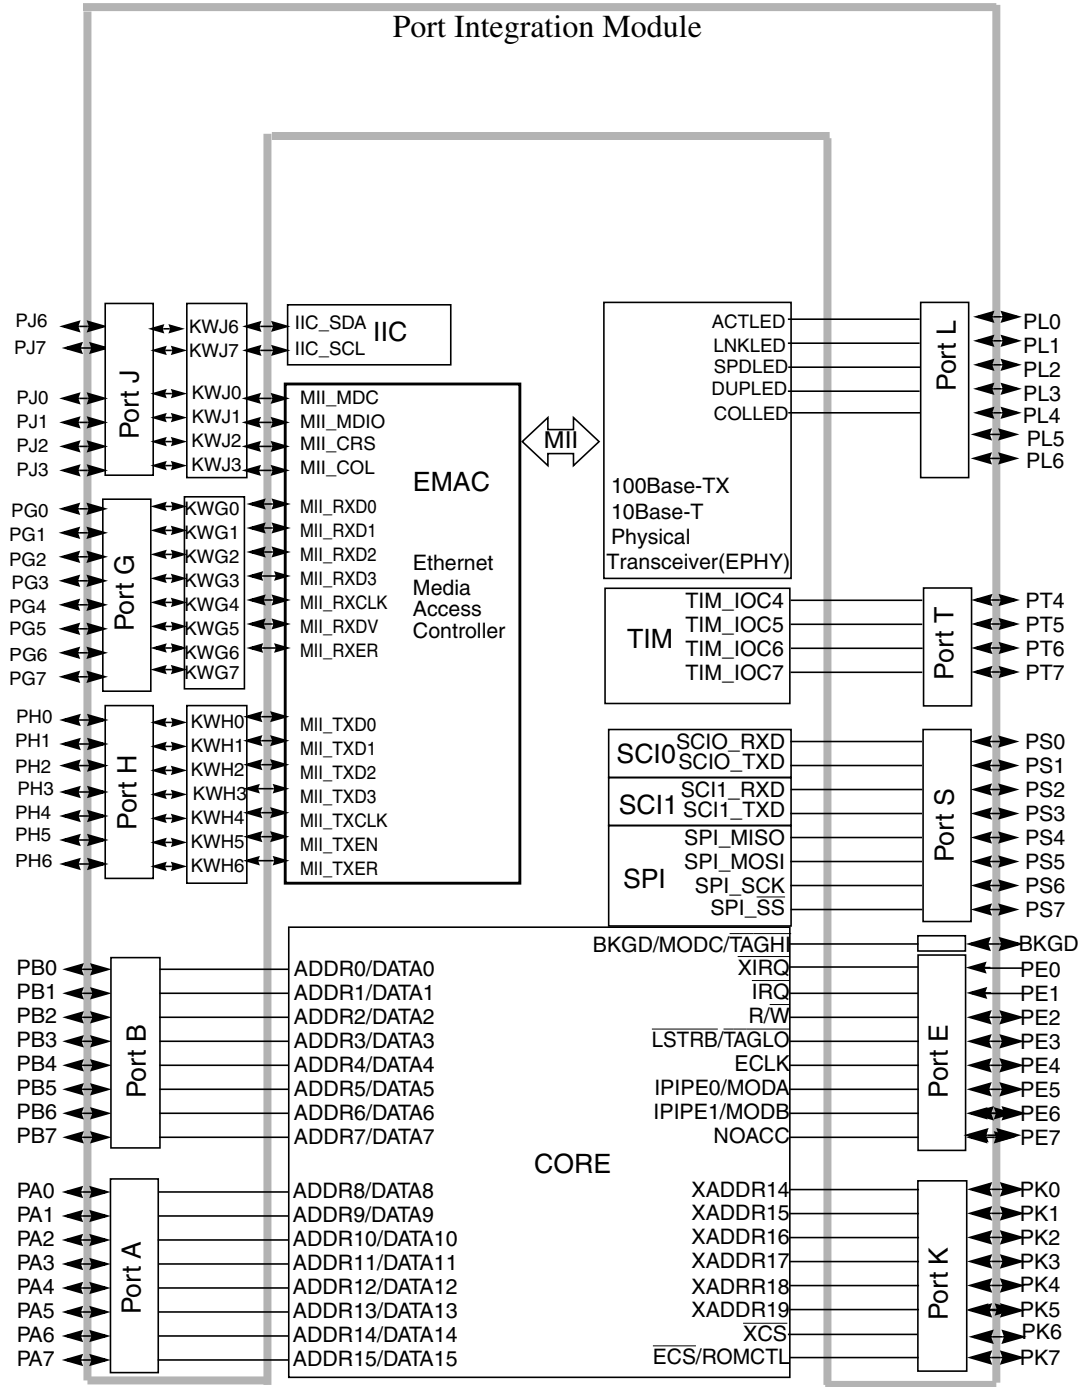 Port Integration Module
PJ6
PJ7
PJ0
PJ1
PJ2
PJ3
Port J
KWJ6
KWJ7
KWJ0
KWJ1
KWJ2
KWJ3
IIC_SDA
IIC_SCL
IIC
PG0
PG1
PG2
PG3
PG4
PG5
PG6
PG7
Port G
KWG0
KWG1
KWG2
KWG3
KWG4
KWG5
KWG6
KWG7
PH0
PH1
PH2
PH3
PH4
PH5
PH6
Port H
KWH0
KWH1
KWH2
KWH3
KWH4
KWH5
KWH6
MII_MDC
MII_MDIO
MII_CRS
MII_COL
MII_RXD0
MII_RXD1
MII_RXD2
MII_RXD3
MII_RXCLK
MII_RXDV
MII_RXER
MII_TXD0
MII_TXD1
MII_TXD2
MII_TXD3
MII_TXCLK
MII_TXEN
MII_TXER
EMAC
Ethernet
Media
Access
Controller
MII
ACTLED
LNKLED
SPDLED
DUPLED
COLLED
100Base-TX
10Base-T
Physical
Transceiver(EPHY)
Port L
PL0
PL1
PL2
PL3
PL4
PL5
PL6
TIM
TIM_IOC4
TIM_IOC5
TIM_IOC6
TIM_IOC7
Port T
PT4
PT5
PT6
PT7
SCI0
SCIO_RXD
SCIO_TXD
SCI1
SCI1_RXD
SCI1_TXD
SPI
SPI_MISO
SPI_MOSI
SPI_SCK
SPI_SS
Port S
PS0
PS1
PS2
PS3
PS4
PS5
PS6
PS7
PB0
PB1
PB2
PB3
PB4
PB5
PB6
PB7
Port B
ADDR0/DATA0
ADDR1/DATA1
ADDR2/DATA2
ADDR3/DATA3
ADDR4/DATA4
ADDR5/DATA5
ADDR6/DATA6
ADDR7/DATA7
PA0
PA1
PA2
PA3
PA4
PA5
PA6
PA7
Port A
ADDR8/DATA8
ADDR9/DATA9
ADDR10/DATA10
ADDR11/DATA11
ADDR12/DATA12
ADDR13/DATA13
ADDR14/DATA14
ADDR15/DATA15
CORE
BKGD/MODC/TAGHI
XIRQ
IRQ
R/W
LSTRB/TAGLO
ECLK
IPIPE0/MODA
IPIPE1/MODB
NOACC
BKGD
Port E
PE0
PE1
PE2
PE3
PE4
PE5
PE6
PE7
XADDR14
XADDR15
XADDR16
XADDR17
XADRR18
XADDR19
XCS
ECS/ROMCTL
Port K
PK0
PK1
PK2
PK3
PK4
PK5
PK6
PK7